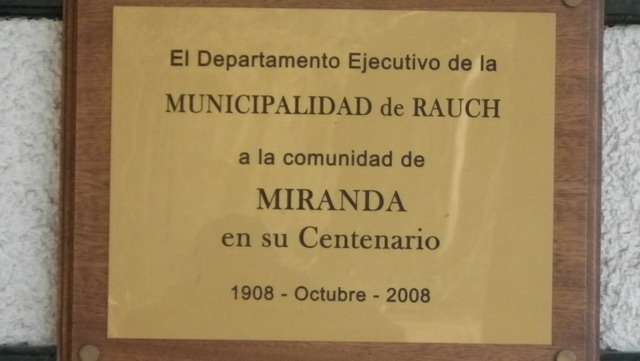 El Departamento Ejecutivo de la
MUNICIPALIDAD de RAUCH
a la comunidad de
MIRANDA
en su Centenario
1908 - Octubre - 2008